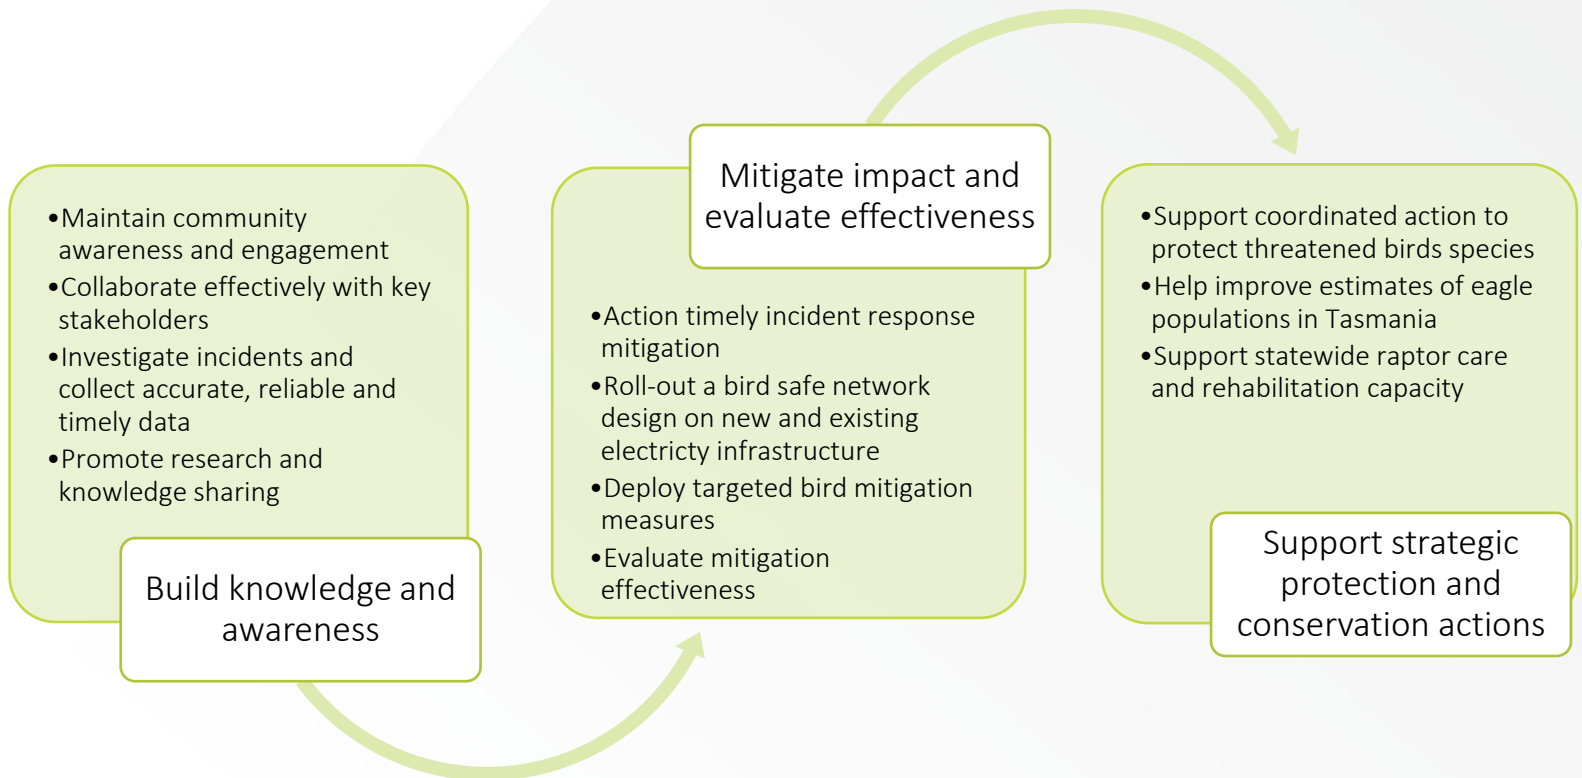 •Maintain community
awareness and engagement
•Collaborate effectively with key
stakeholders
•Investigate incidents and
collect accurate, reliable and
timely data
•Promote research and
knowledge sharing
Build knowledge and
awareness
Mitigate impact and
evaluate effectiveness
•Action timely incident response
mitigation
•Roll-out a bird safe network
design on new and existing
electricty infrastructure
•Deploy targeted bird mitigation
measures
•Evaluate mitigation
effectiveness
•Support coordinated action to
protect threatened birds species
•Help improve estimates of eagle
populations in Tasmania
•Support statewide raptor care
and rehabilitation capacity
Support strategic
protection and
conservation actions